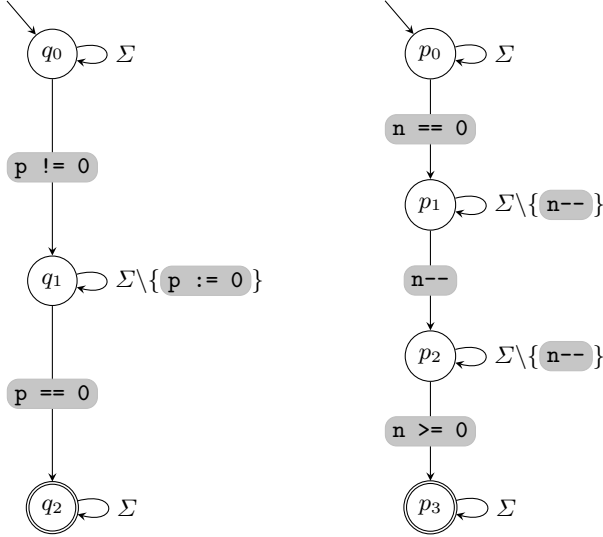 q0 Σ
p != 0
q1 Σ\{p := 0}
p == 0
q2 Σ
p0 Σ
n == 0
p1 Σ\{n--}
n--
p2 Σ\{n--}
n >= 0
p3 Σ